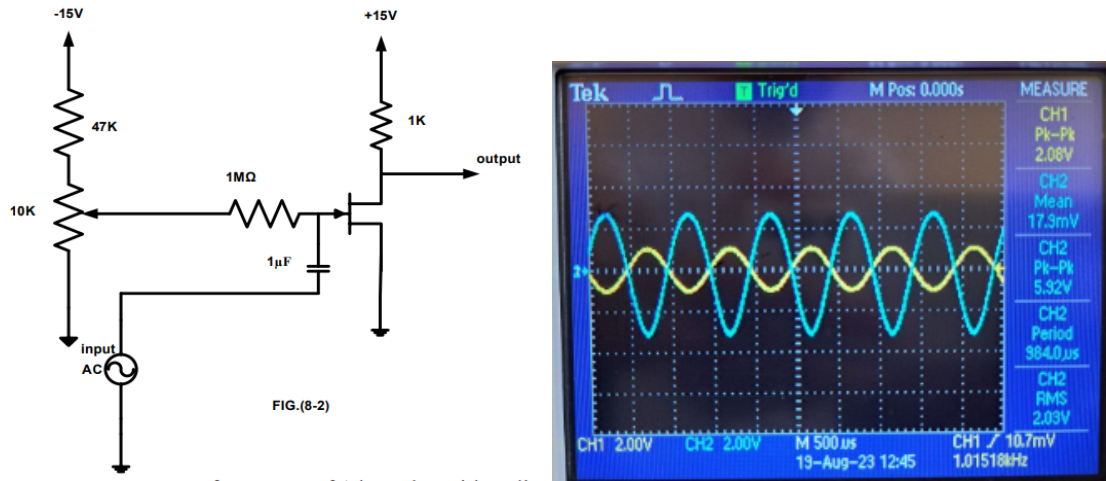 -15V
+15V
47K
1K
output
1MΩ
10K
1µF
input
AC
FIG.(8-2)
Tek
T Trig'd
M Pos: 0.000s
MEASURE
CH1
Pk-Pk
2.08V
CH2
Mean
17.9mV
CH2
Pk-Pk
5.92V
CH2
Period
984.0µs
CH2
RMS
2.03V
CH1 2.00V
CH2 2.00V
M 500µs
CH1 / 10.7mV
19-Aug-23 12:45
1.01518kHz